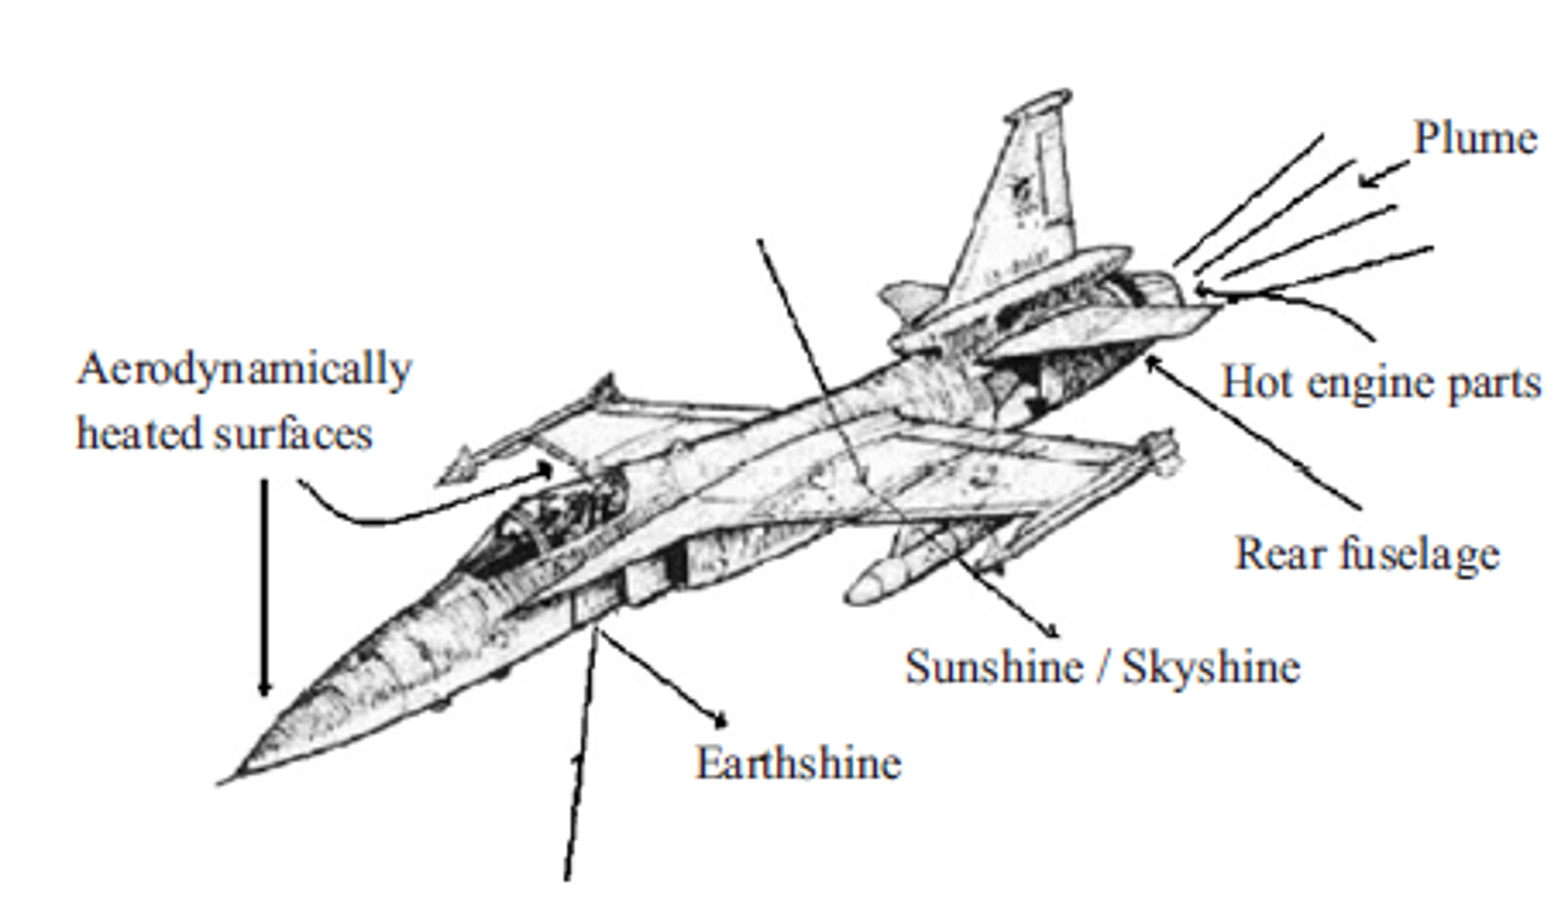 Plume
Aerodynamically
heated surfaces
Hot engine parts
Rear fuselage
Sunshine / Skyshine
Earthshine